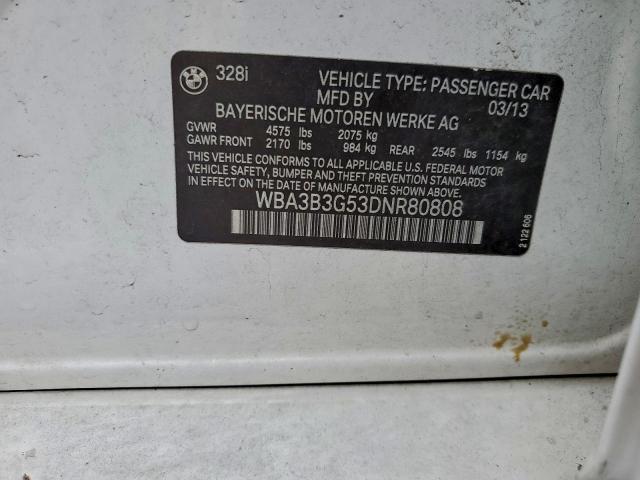 BMW 328i VEHICLE TYPE: PASSENGER CAR
MFD BY 03/13
BAYERISCHE MOTOREN WERKE AG
GVWR 4575 lbs 2075 kg
GAWR FRONT 2170 lbs 984 kg REAR 2545 lbs 1154 kg
THIS VEHICLE CONFORMS TO ALL APPLICABLE U.S. FEDERAL MOTOR
VEHICLE SAFETY, BUMPER AND THEFT PREVENTION STANDARDS
IN EFFECT ON THE DATE OF MANUFACTURE SHOWN ABOVE.
WBA3B3G53DNR80808
2 122 606